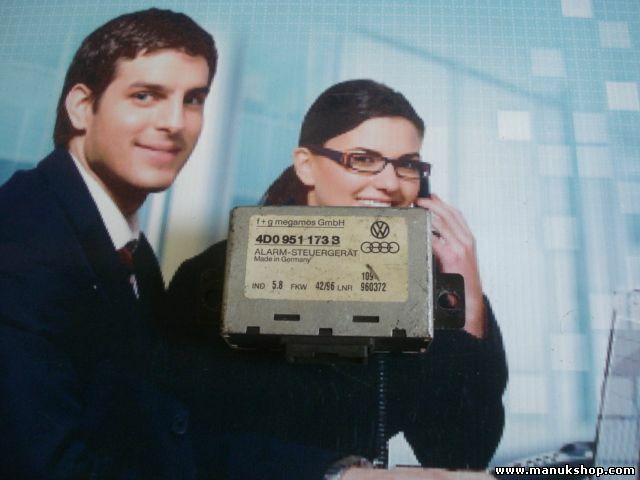 f+g megamos GmbH
4D0 951 173 B
ALARM-STEUERGERÄT
Made in Germany
109
IND 5.8 FKW 42/96 LNR 960372
www.manukshop.com